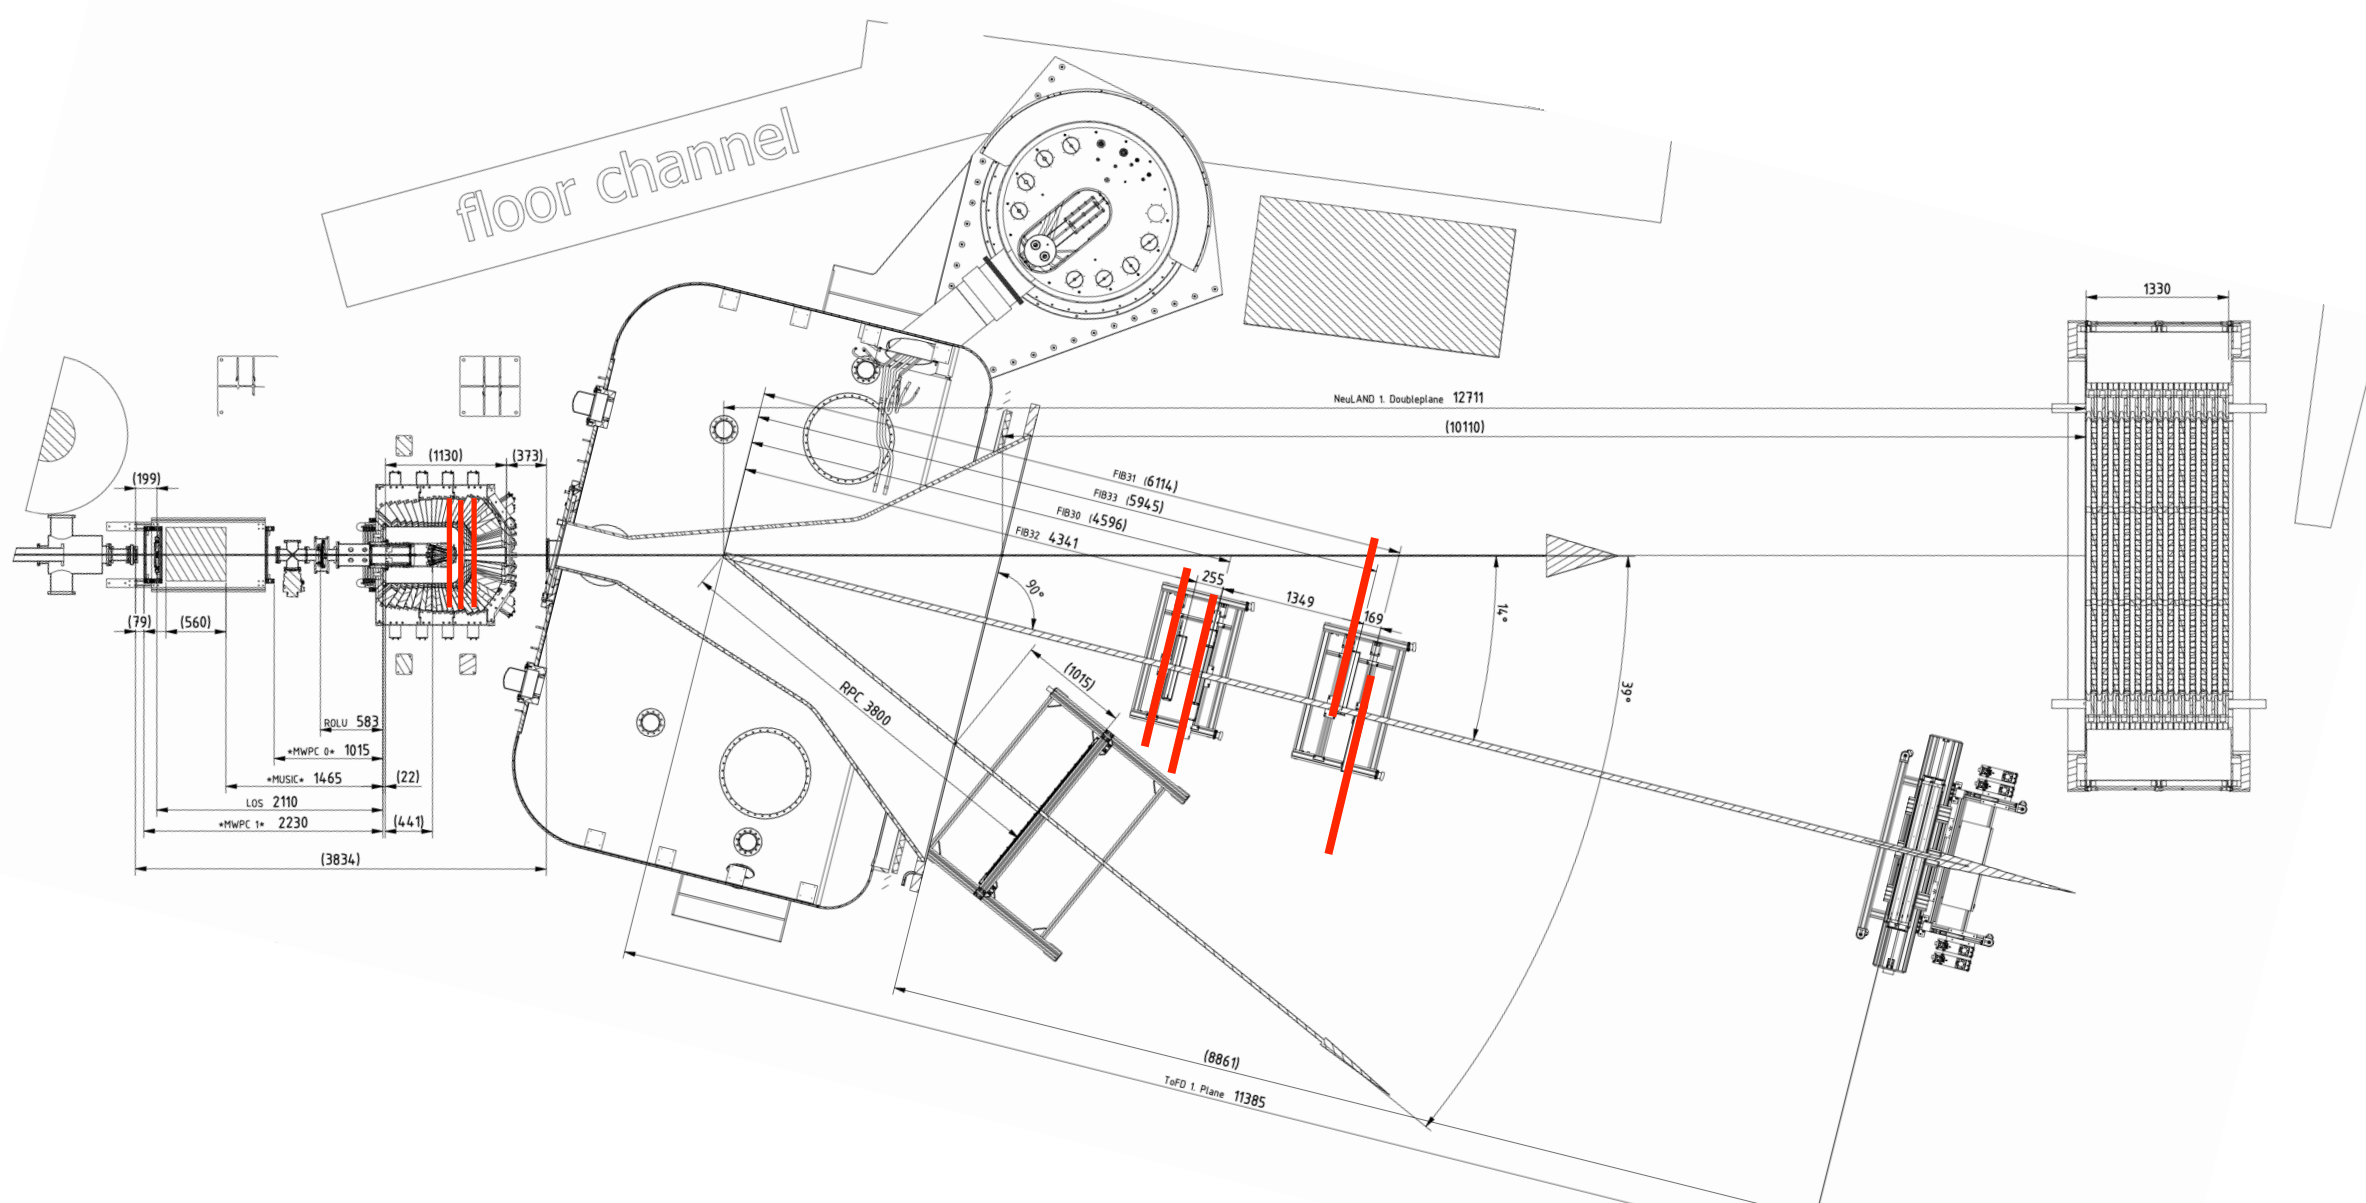 floor channel
1330
NeuLAND 1. Doubleplane 12711
(10110)
(1130)
(373)
(199)
FIB31 (6114)
FIB33 (5945)
FIB30 (4596)
FIB32 4341
255
1349
169
90°
14°
39°
(79)
(560)
(1015)
RPC 3800
ROLU 583
*MWPC 0* 1015
*MUSIC* 1465
(22)
LOS 2110
*MWPC 1* 2230
(441)
(3834)
(8861)
ToFD 1. Plane 11385